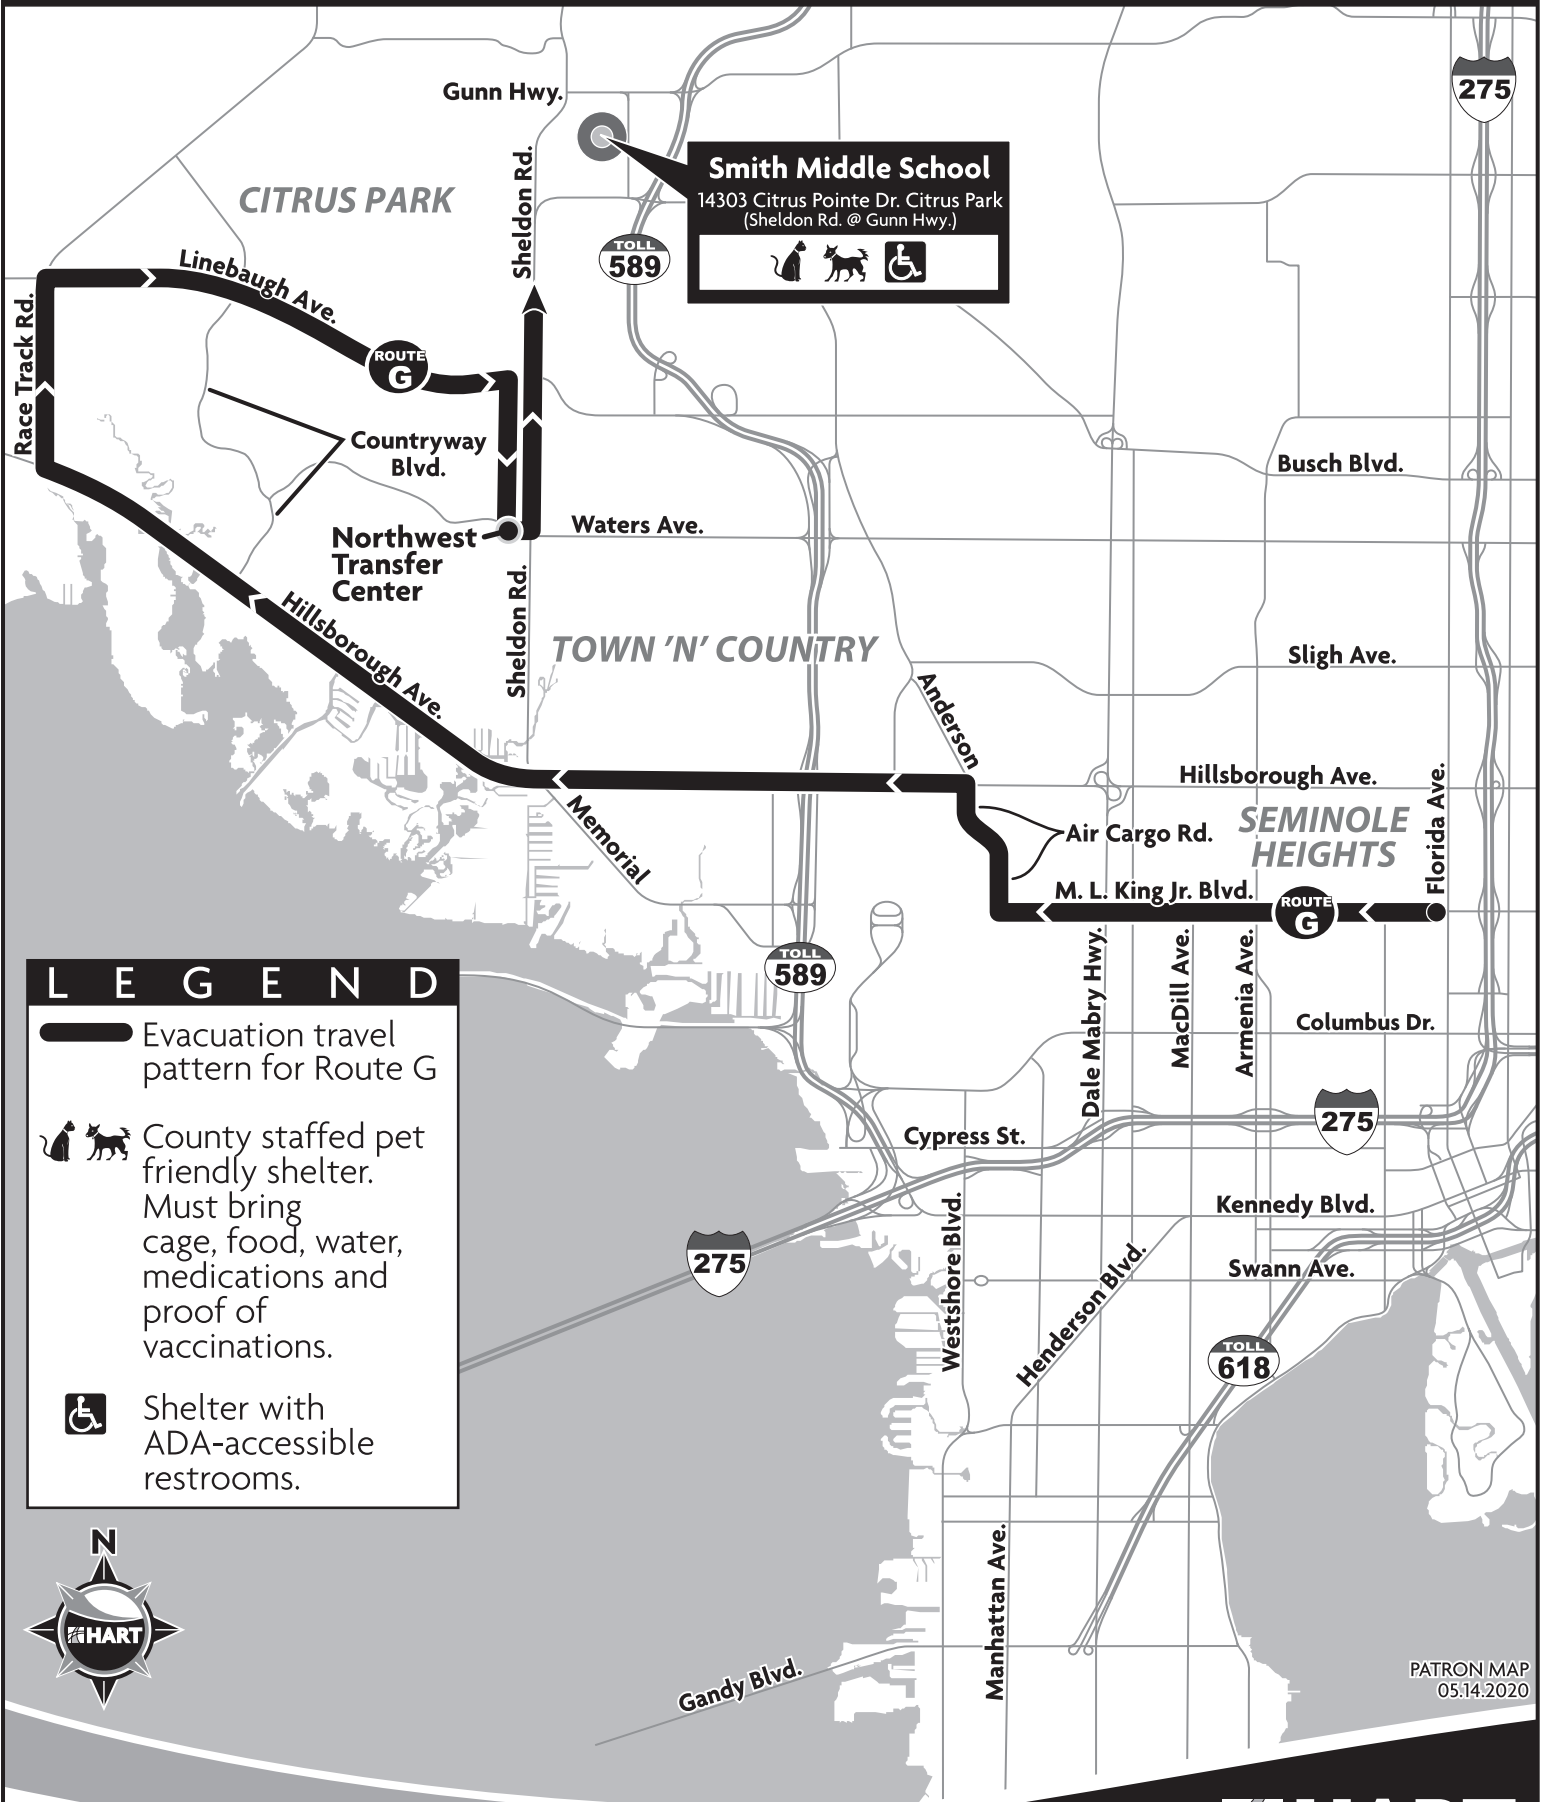 275
Gunn Hwy.
Smith Middle School
14303 Citrus Pointe Dr. Citrus Park
(Sheldon Rd. @ Gunn Hwy.)
Sheldon Rd.
CITRUS PARK
TOLL
589
Linebaugh Ave.
Race Track Rd.
ROUTE
G
Countryway
Blvd.
Busch Blvd.
Northwest
Transfer
Center
Waters Ave.
Sheldon Rd.
Hillsborough Ave.
TOWN 'N' COUNTRY
Sligh Ave.
Anderson
Hillsborough Ave.
Florida Ave.
SEMINOLE
HEIGHTS
Memorial
Air Cargo Rd.
M. L. King Jr. Blvd.
ROUTE
G
TOLL
589
Dale Mabry Hwy.
MacDill Ave.
Armenia Ave.
Columbus Dr.
LEGEND
Evacuation travel
pattern for Route G
County staffed pet
friendly shelter.
Must bring
cage, food, water,
medications and
proof of
vaccinations.
Shelter with
ADA-accessible
restrooms.
275
Cypress St.
Kennedy Blvd.
Westshore Blvd.
275
Henderson Blvd.
Swann Ave.
TOLL
618
N
HART
Manhattan Ave.
Gandy Blvd.
PATRON MAP
05.14.2020